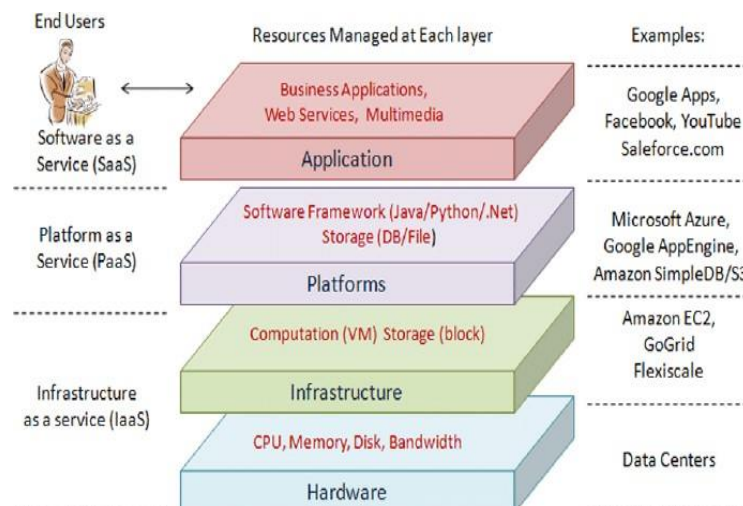 End Users
Resources Managed at Each layer
Examples:
Business Applications,
Web Services, Multimedia
Application
Software as a
Service (SaaS)
Google Apps,
Facebook, YouTube
Saleforce.com
Software Framework (Java/Python/.Net)
Storage (DB/File)
Platforms
Platform as a
Service (PaaS)
Microsoft Azure,
Google AppEngine,
Amazon SimpleDB/S3
Computation (VM) Storage (block)
Infrastructure
Amazon EC2,
GoGrid
Flexiscale
Infrastructure
as a service (IaaS)
CPU, Memory, Disk, Bandwidth
Hardware
Data Centers